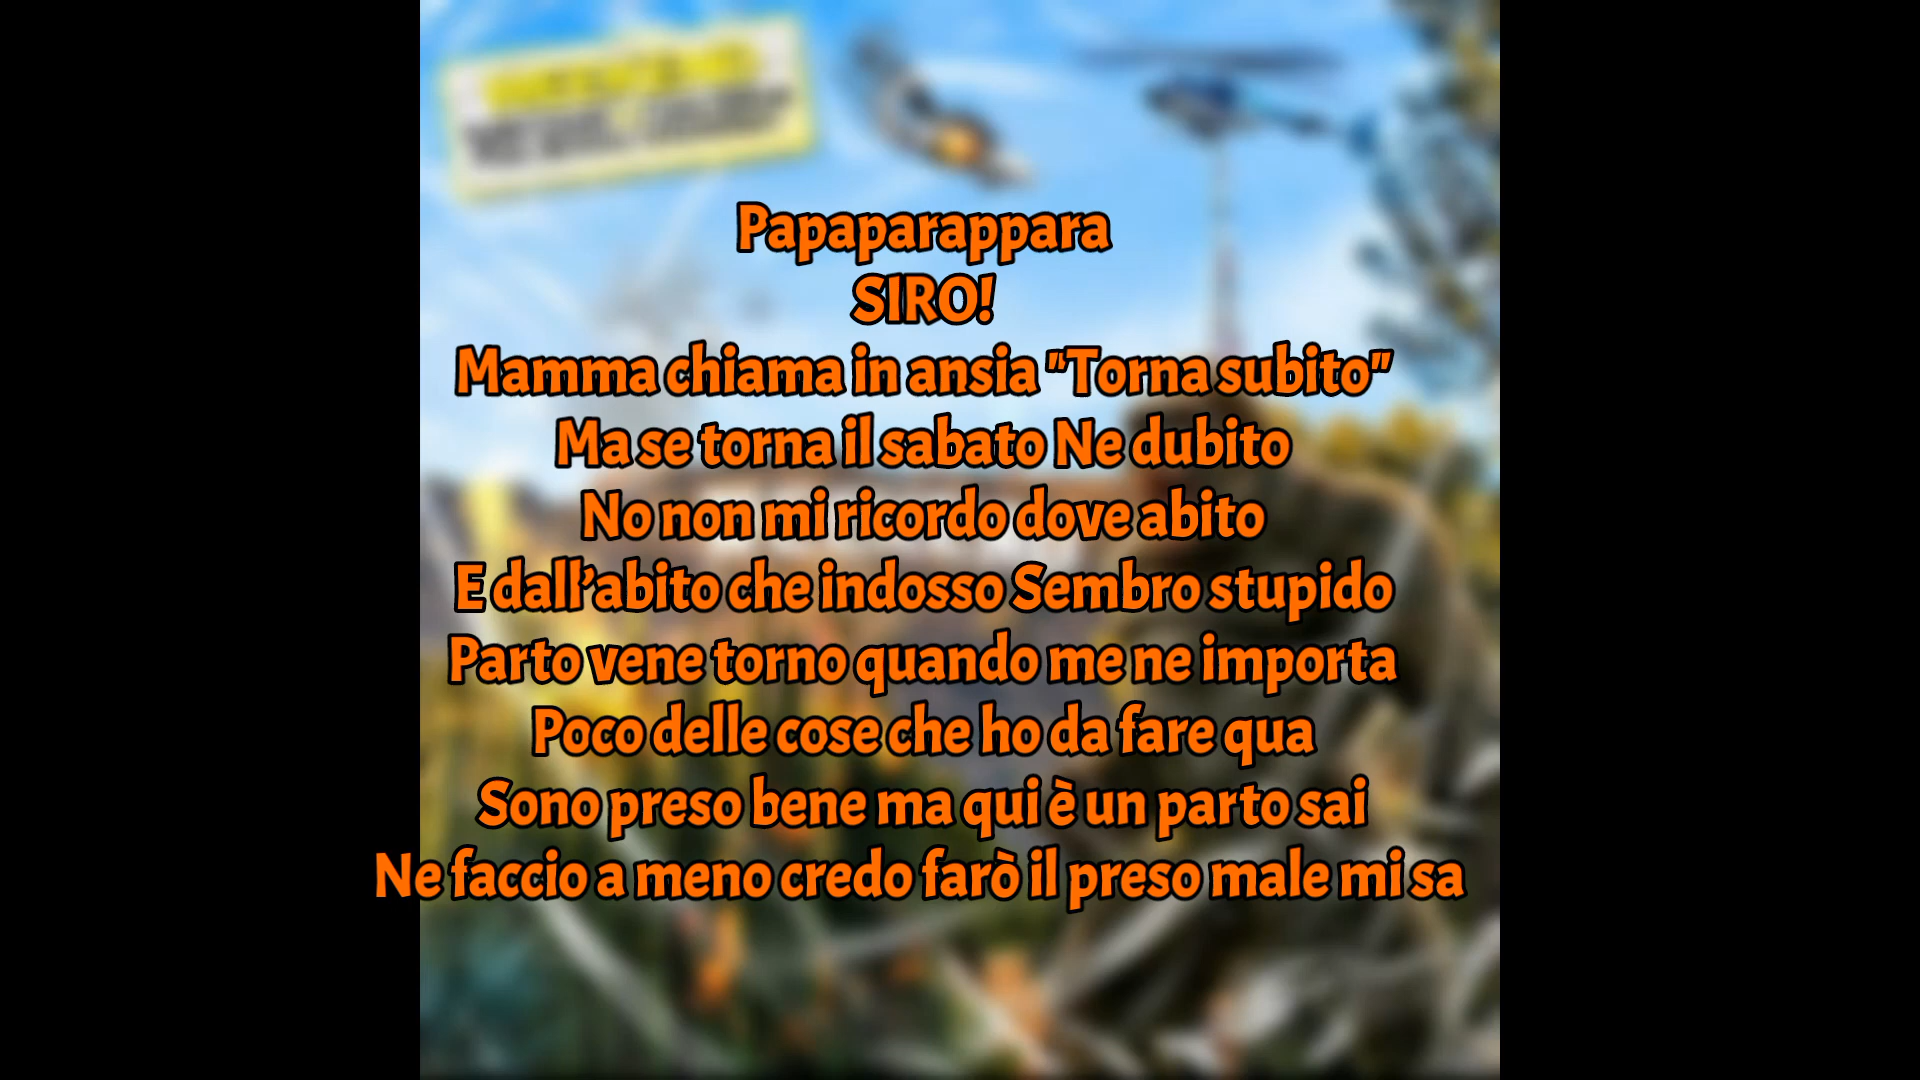 Papaparappara
SIRO!
Mamma chiama in ansia "Torna subito"
Ma se torna il sabato Ne dubito
No non mi ricordo dove abito
E dall'abito che indosso Sembro stupido
Parto vene torno quando me ne importa
Poco delle cose che ho da fare qua
Sono preso bene ma qui è un parto sai
Ne faccio a meno credo farò il preso male mi sa